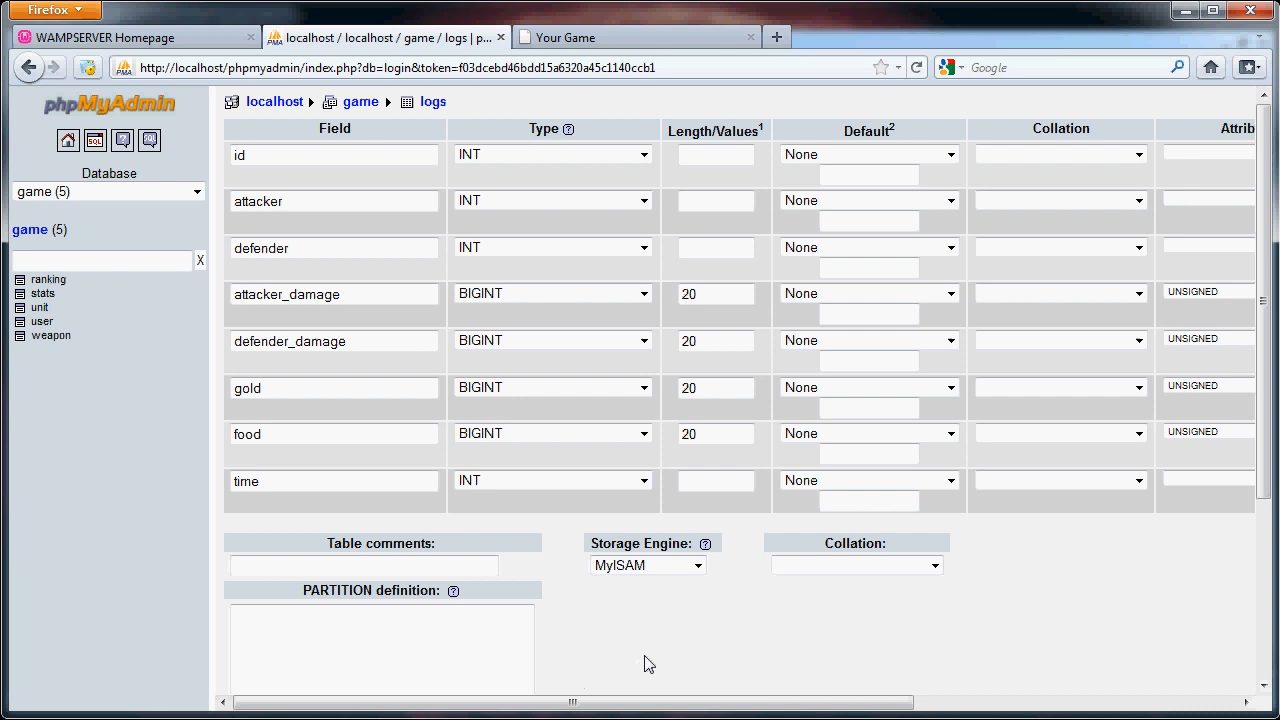 Firefox
WAMPSERVER Homepage
localhost / localhost / game / logs | p...
Your Game
http://localhost/phpmyadmin/index.php?db=login&token=f03dcebd46bdd15a6320a45c1140ccb1
Google
phpMyAdmin
localhost game logs
Field Type Length/Values1 Default2 Collation Attrib
id INT None
attacker INT None
defender INT None
attacker_damage BIGINT 20 None UNSIGNED
defender_damage BIGINT 20 None UNSIGNED
gold BIGINT 20 None UNSIGNED
food BIGINT 20 None UNSIGNED
time INT None
Database
game (5)
game (5)
X
ranking
stats
unit
user
weapon
Table comments: Storage Engine: Collation:
MyISAM
PARTITION definition: